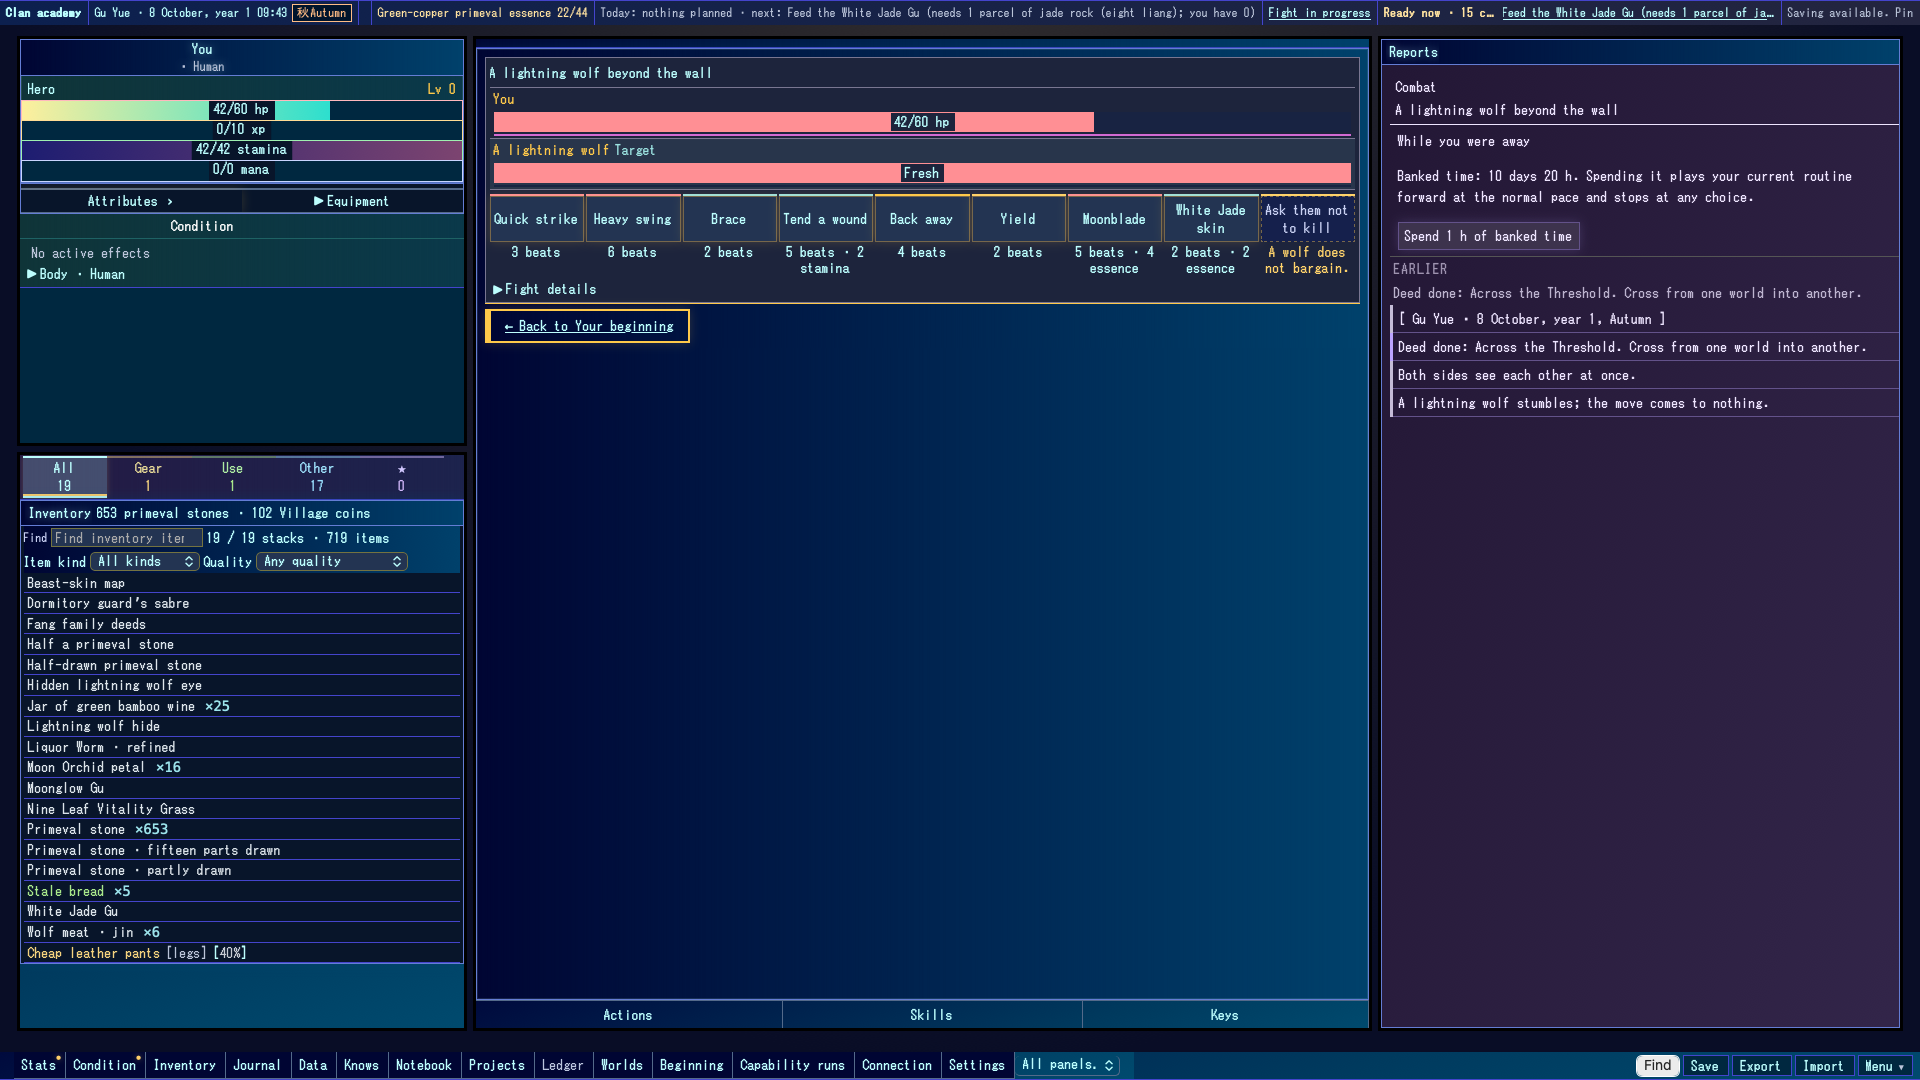 Clan academy Gu Yue · 8 October, year 1 09:43 秋Autumn Green-copper primeval essence 22/44 Today: nothing planned · next: Feed the White Jade Gu (needs 1 parcel of jade rock (eight liang); you have 0) Fight in progress Ready now · 15 c… Feed the White Jade Gu (needs 1 parcel of ja… Saving available. Pin
You
· Human
Hero Lv 0
42/60 hp
0/10 xp
42/42 stamina
0/0 mana
Attributes › ▶Equipment
Condition
No active effects
▶Body · Human
All Gear Use Other ★
19 1 1 17 0
Inventory 653 primeval stones · 102 Village coins
Find Find inventory iter 19 / 19 stacks · 719 items
Item kind All kinds Quality Any quality
Beast-skin map
Dormitory guard's sabre
Fang family deeds
Half a primeval stone
Half-drawn primeval stone
Hidden lightning wolf eye
Jar of green bamboo wine ×25
Lightning wolf hide
Liquor Worm · refined
Moon Orchid petal ×16
Moonglow Gu
Nine Leaf Vitality Grass
Primeval stone ×653
Primeval stone · fifteen parts drawn
Primeval stone · partly drawn
Stale bread ×5
White Jade Gu
Wolf meat · jin ×6
Cheap leather pants [legs] [40%]
A lightning wolf beyond the wall
You
42/60 hp
A lightning wolf Target
Fresh
Quick strike Heavy swing Brace Tend a wound Back away Yield Moonblade White Jade skin Ask them not to kill
3 beats 6 beats 2 beats 5 beats · 2 stamina 4 beats 2 beats 5 beats · 4 essence 2 beats · 2 essence A wolf does not bargain.
▶Fight details
← Back to Your beginning
Actions Skills Keys
Reports
Combat
A lightning wolf beyond the wall
While you were away
Banked time: 10 days 20 h. Spending it plays your current routine
forward at the normal pace and stops at any choice.
Spend 1 h of banked time
EARLIER
Deed done: Across the Threshold. Cross from one world into another.
[ Gu Yue · 8 October, year 1, Autumn ]
Deed done: Across the Threshold. Cross from one world into another.
Both sides see each other at once.
A lightning wolf stumbles; the move comes to nothing.
Stats Condition Inventory Journal Data Knows Notebook Projects Ledger Worlds Beginning Capability runs Connection Settings All panels. Find Save Export Import Menu ▾